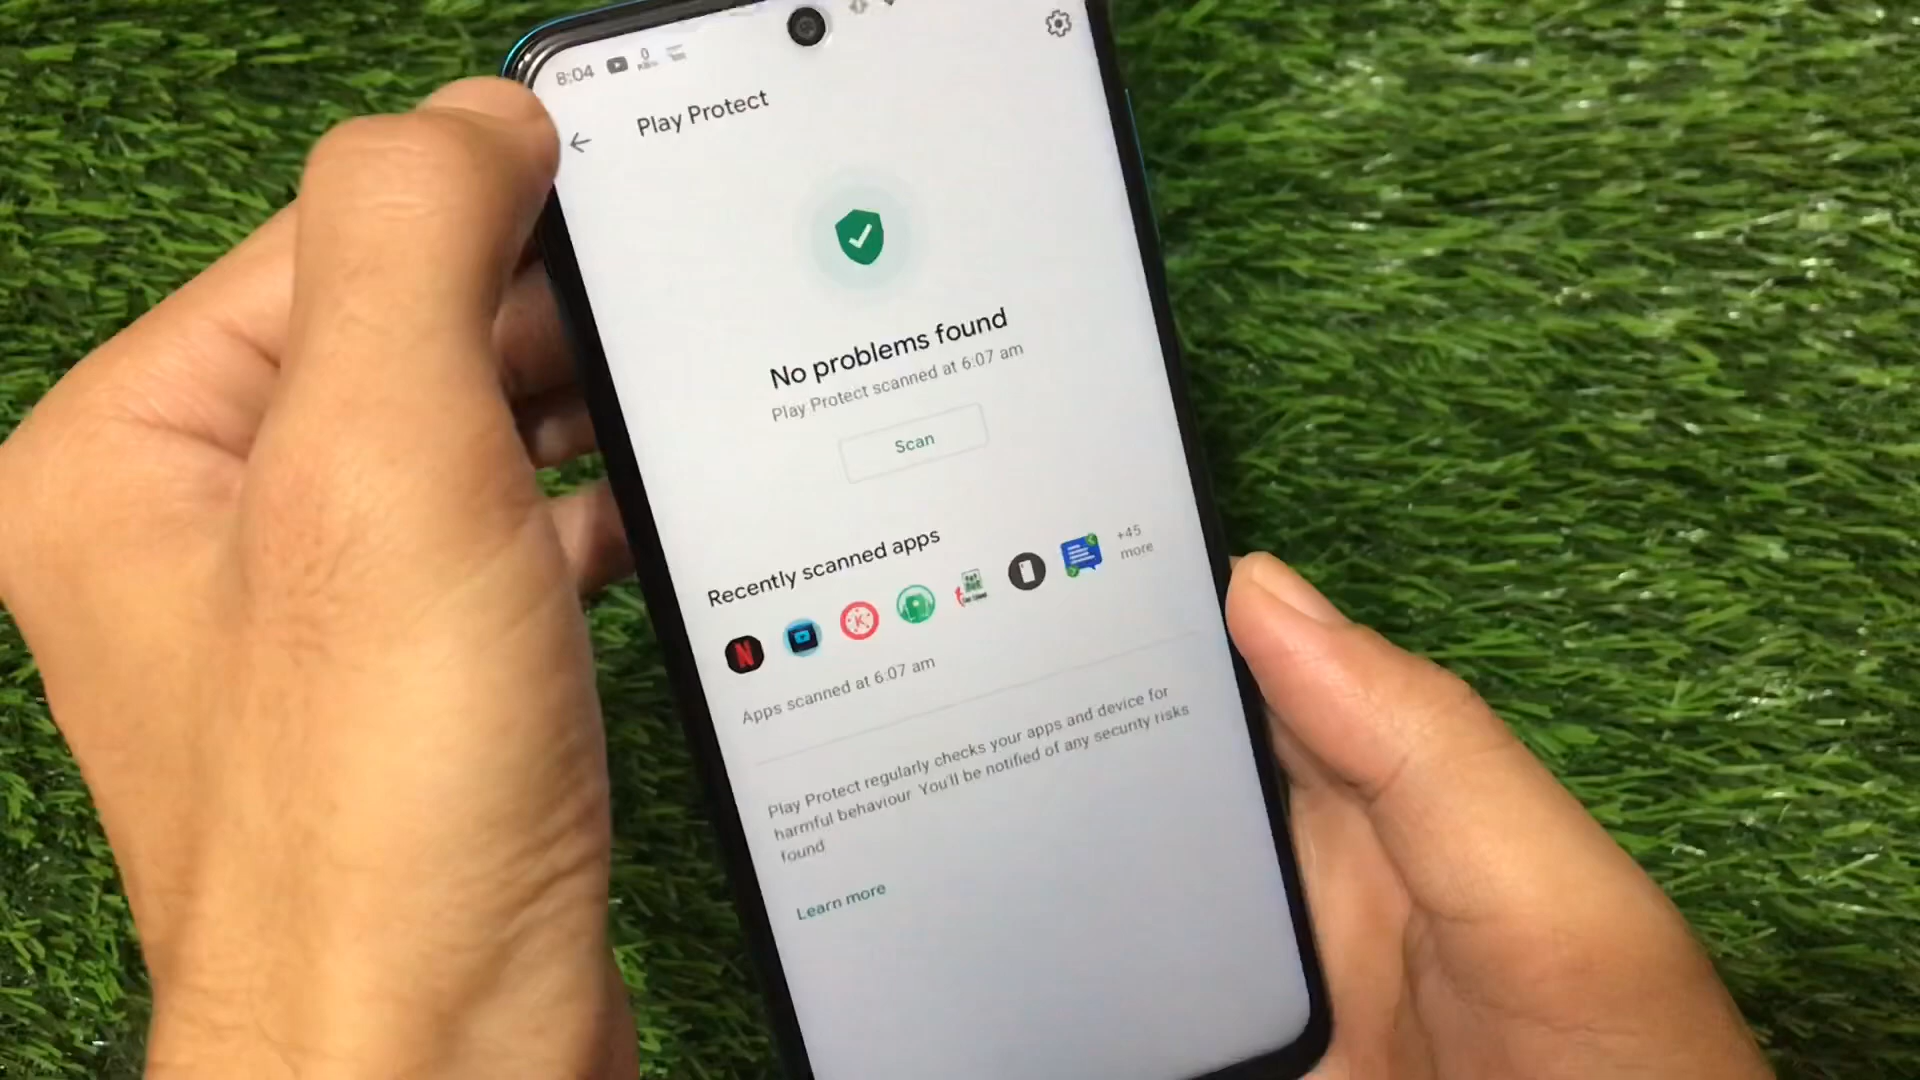 8:04
0
Play Protect
No problems found
Play Protect scanned at 6:07 am
Scan
Recently scanned apps
+45
more
N
K
Apps scanned at 6:07 am
Play Protect regularly checks your apps and device for
harmful behaviour You'll be notified of any security risks
found
Learn more